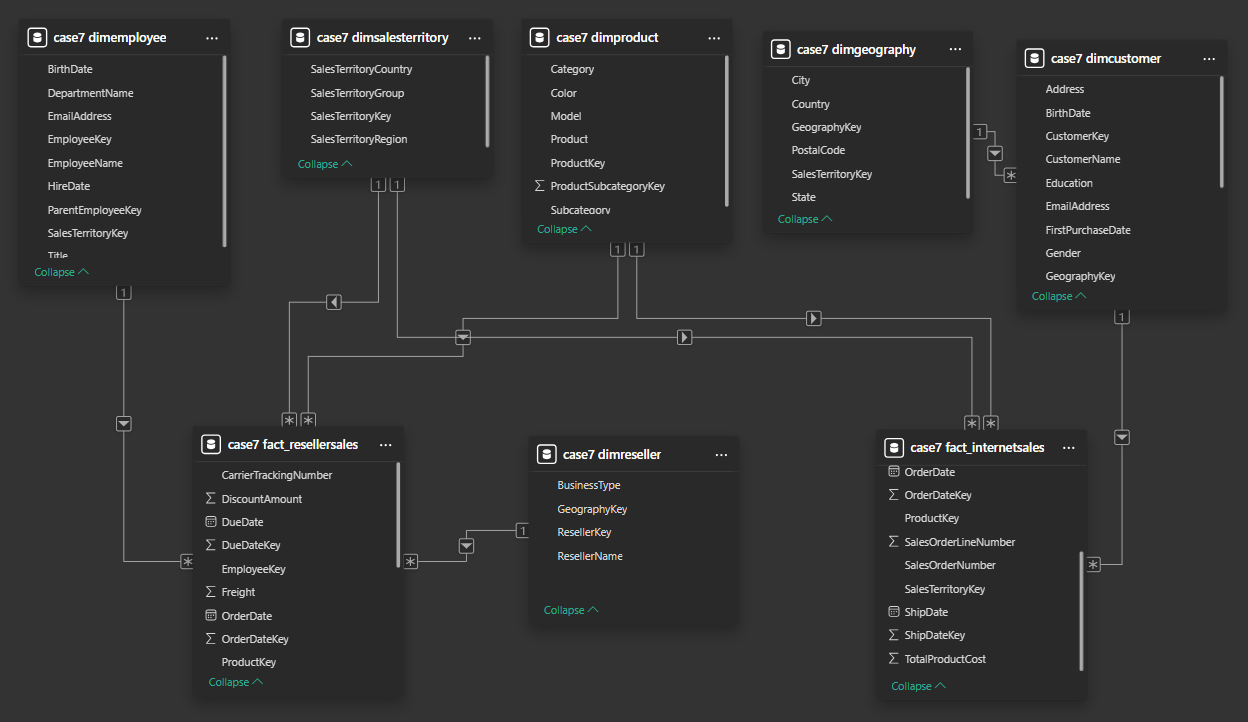 case7 dimemployee ...
BirthDate
DepartmentName
EmailAddress
EmployeeKey
EmployeeName
HireDate
ParentEmployeeKey
SalesTerritoryKey
Title
Collapse
1
*
case7 dimsalesterritory ...
SalesTerritoryCountry
SalesTerritoryGroup
SalesTerritoryKey
SalesTerritoryRegion
Collapse
1 1
case7 dimproduct ...
Category
Color
Model
Product
ProductKey
Σ ProductSubcategoryKey
Subcategory
Collapse
1 1
case7 dimgeography ...
City
Country
GeographyKey
PostalCode
SalesTerritoryKey
State
Collapse
1
*
case7 dimcustomer ...
Address
BirthDate
CustomerKey
CustomerName
Education
EmailAddress
FirstPurchaseDate
Gender
GeographyKey
Collapse
1
* *
case7 fact_resellersales ...
CarrierTrackingNumber
Σ DiscountAmount
DueDate
Σ DueDateKey
EmployeeKey
Σ Freight
OrderDate
Σ OrderDateKey
ProductKey
Collapse
*
1
case7 dimreseller ...
BusinessType
GeographyKey
ResellerKey
ResellerName
Collapse
* *
case7 fact_internetsales ...
OrderDate
Σ OrderDateKey
ProductKey
Σ SalesOrderLineNumber
SalesOrderNumber
SalesTerritoryKey
ShipDate
Σ ShipDateKey
Σ TotalProductCost
Collapse
*